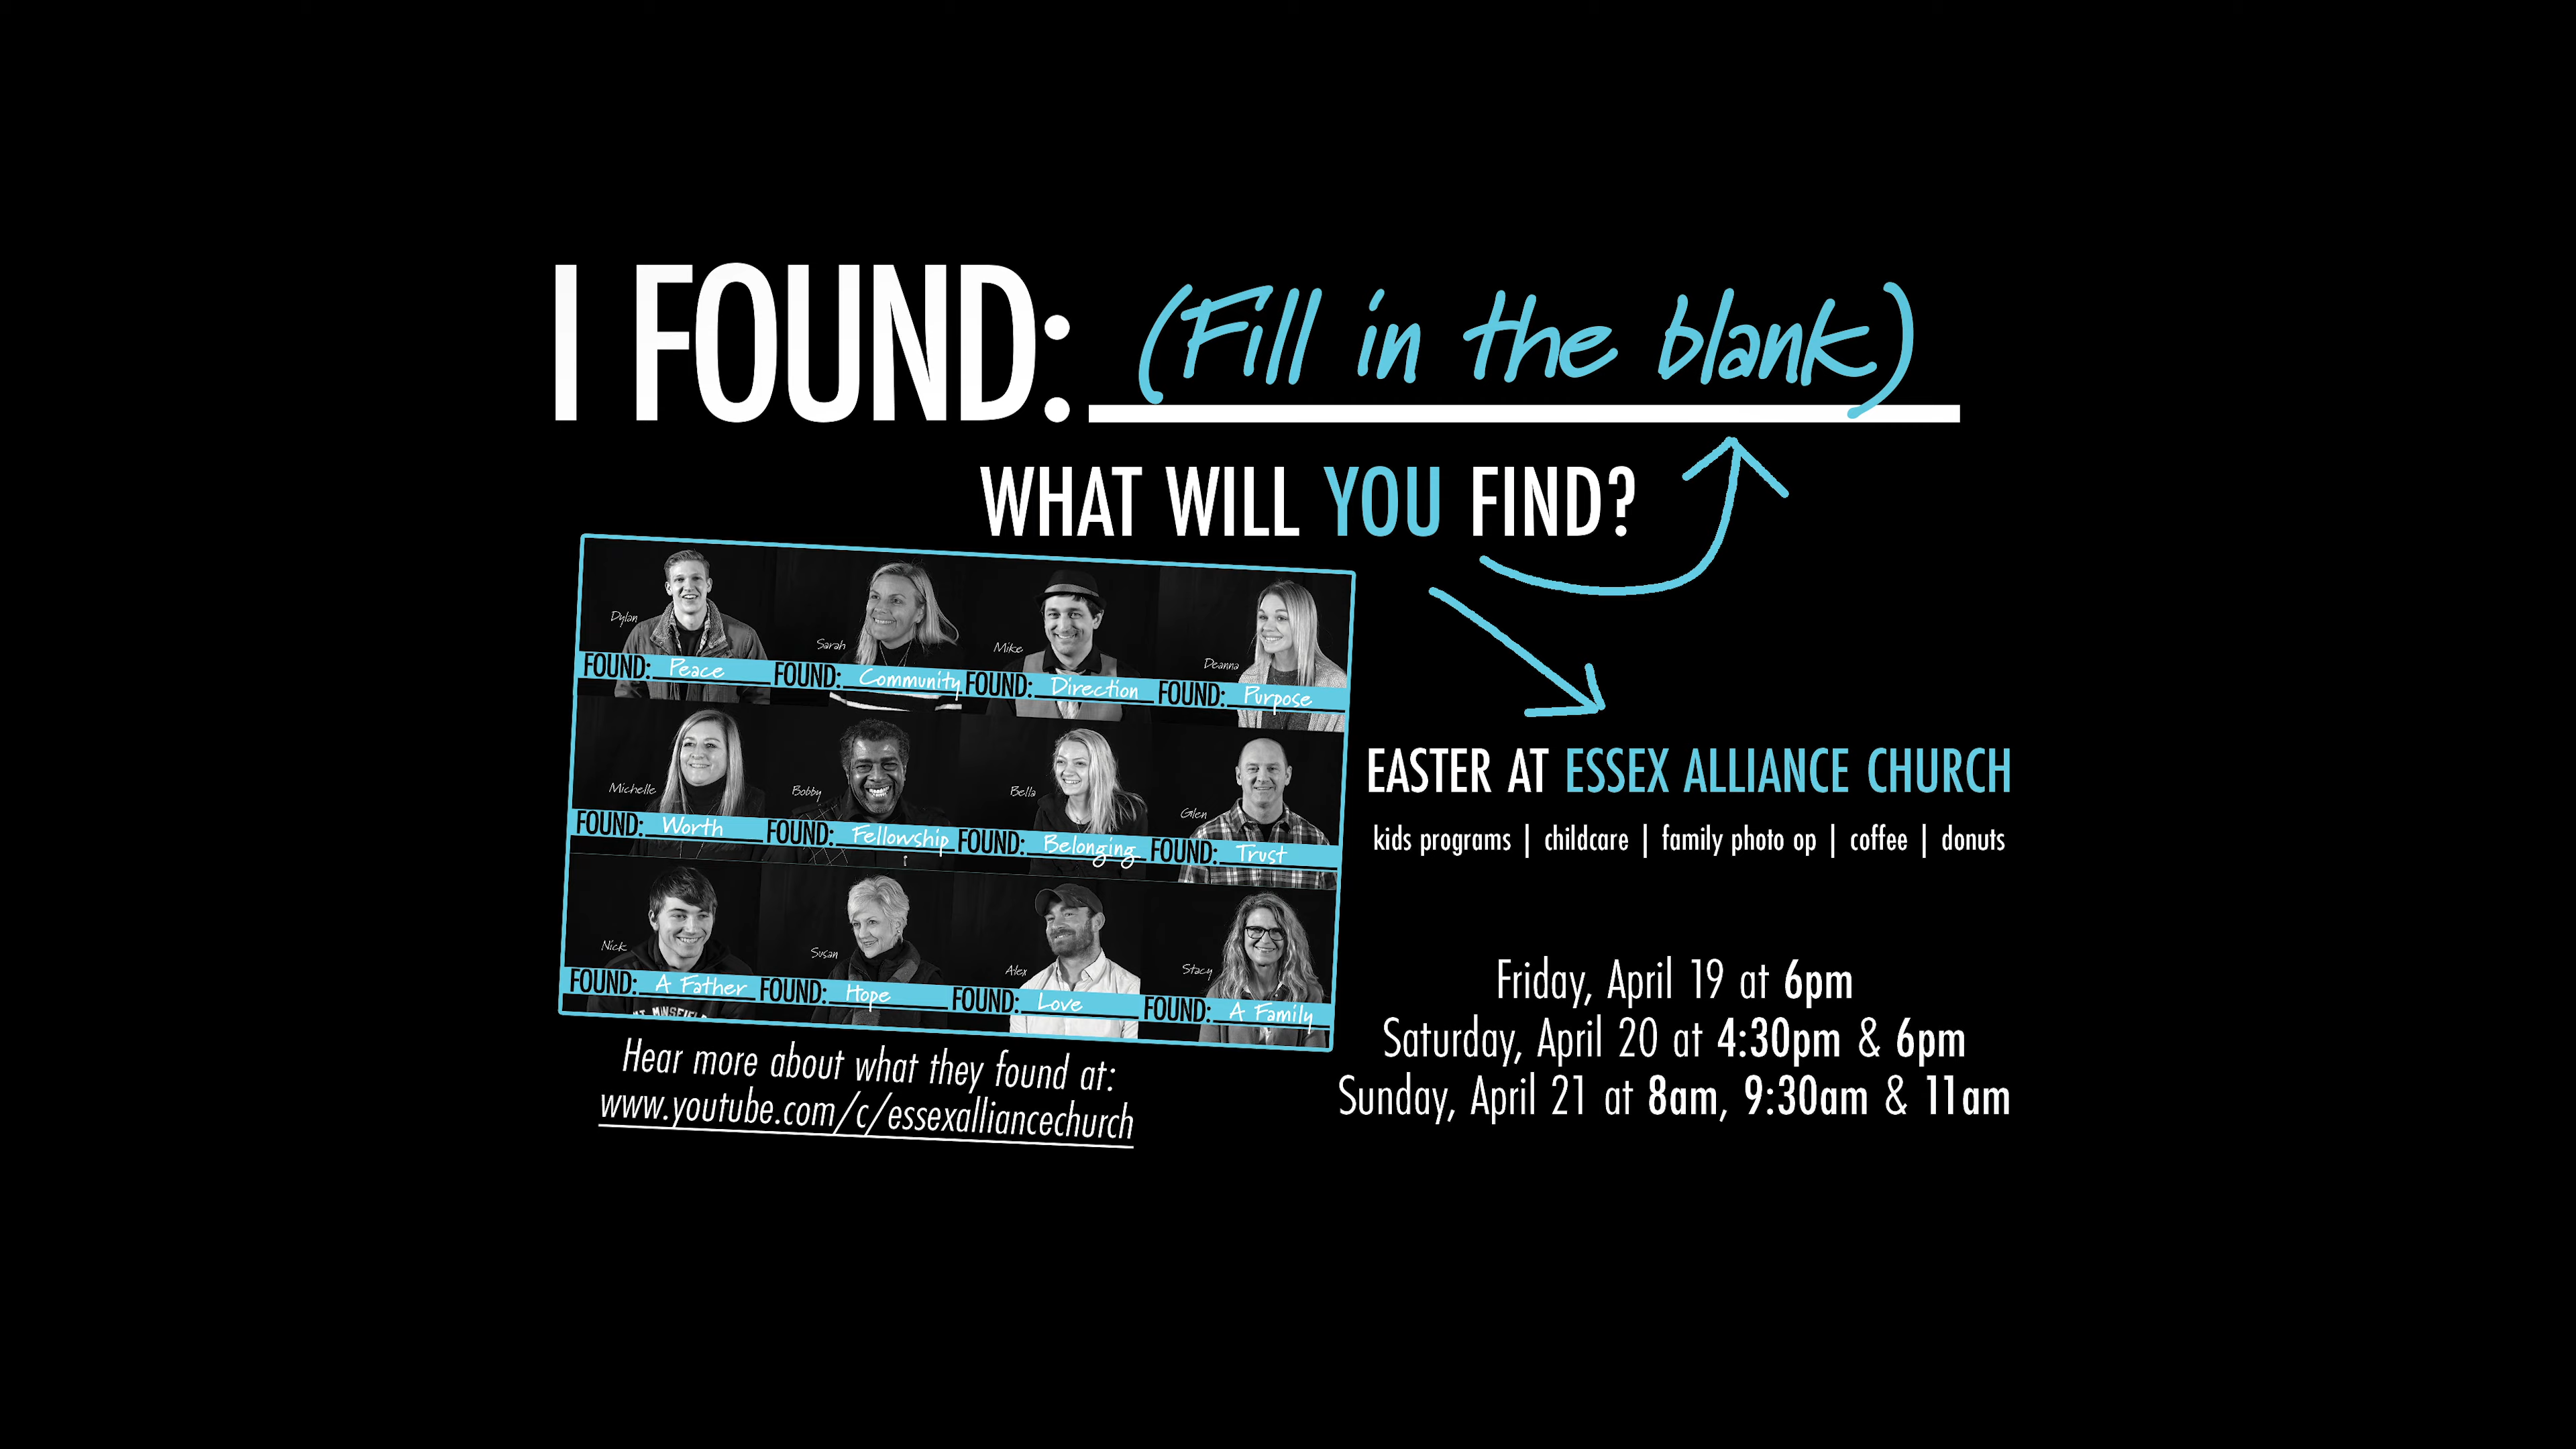 I FOUND: (Fill in the blank)
WHAT WILL YOU FIND?
Dylan
FOUND: Peace
Sarah
FOUND: Community
Mike
FOUND: Direction
Deanna
FOUND: Purpose
Michelle
FOUND: Worth
Bobby
FOUND: Fellowship
Bella
FOUND: Belonging
Glen
FOUND: Trust
Nick
FOUND: A Father
Susan
FOUND: Hope
Alex
FOUND: Love
Stacy
FOUND: A Family
Hear more about what they found at:
www.youtube.com/c/essexalliancechurch
EASTER AT ESSEX ALLIANCE CHURCH
kids programs | childcare | family photo op | coffee | donuts
Friday, April 19 at 6pm
Saturday, April 20 at 4:30pm & 6pm
Sunday, April 21 at 8am, 9:30am & 11am